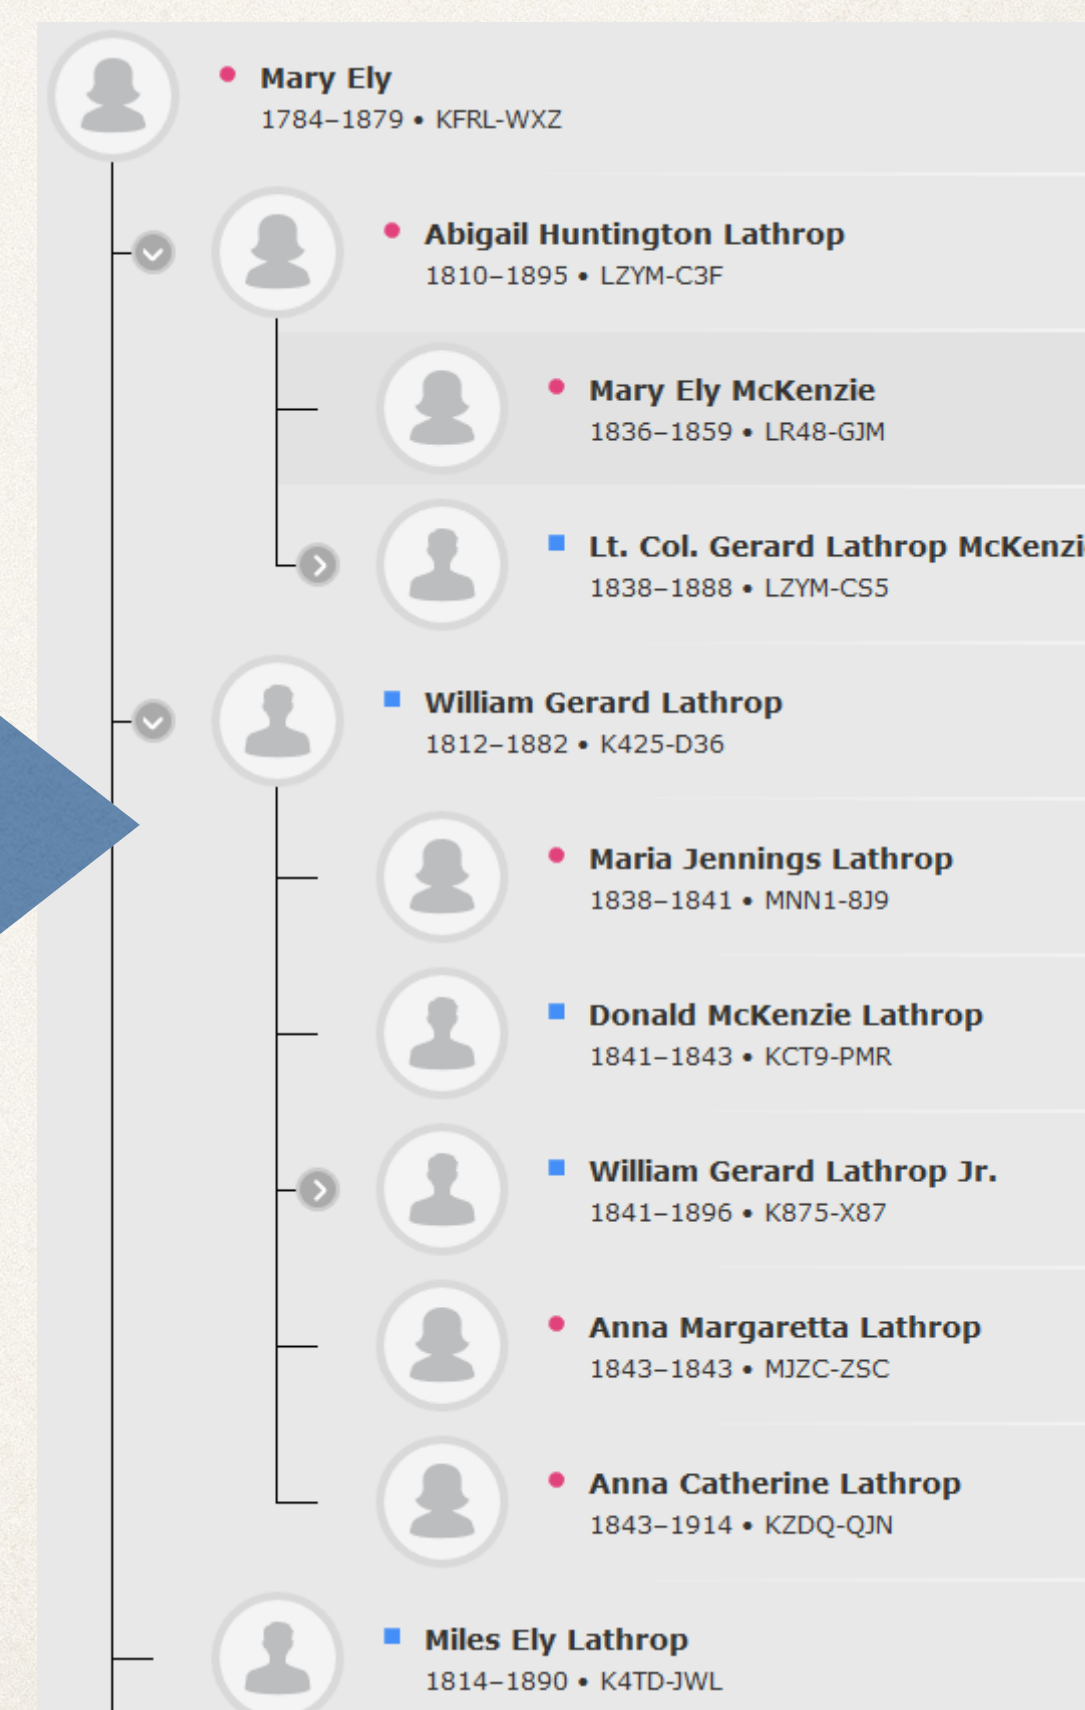 Mary Ely
1784–1879 • KFRL-WXZ
Abigail Huntington Lathrop
1810–1895 • LZYM-C3F
Mary Ely McKenzie
1836–1859 • LR48-GJM
Lt. Col. Gerard Lathrop McKenzi
1838–1888 • LZYM-CS5
William Gerard Lathrop
1812–1882 • K425-D36
Maria Jennings Lathrop
1838–1841 • MNN1-8J9
Donald McKenzie Lathrop
1841–1843 • KCT9-PMR
William Gerard Lathrop Jr.
1841–1896 • K875-X87
Anna Margaretta Lathrop
1843–1843 • MJZC-ZSC
Anna Catherine Lathrop
1843–1914 • KZDQ-QJN
Miles Ely Lathrop
1814–1890 • K4TD-JWL